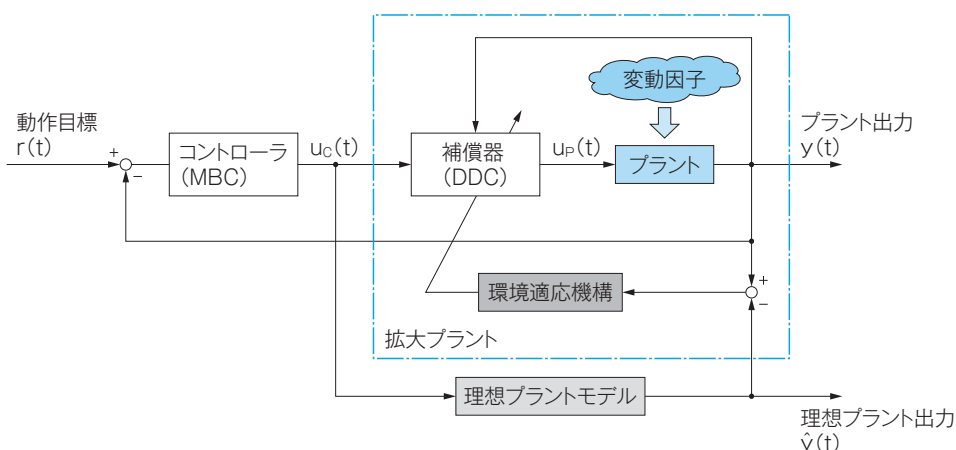 動作目標
r(t)
+
-
コントローラ
(MBC)
uC(t)
補償器
(DDC)
uP(t)
変動因子
プラント
プラント出力
y(t)
環境適応機構
+
-
拡大プラント
理想プラントモデル
理想プラント出力
ŷ(t)